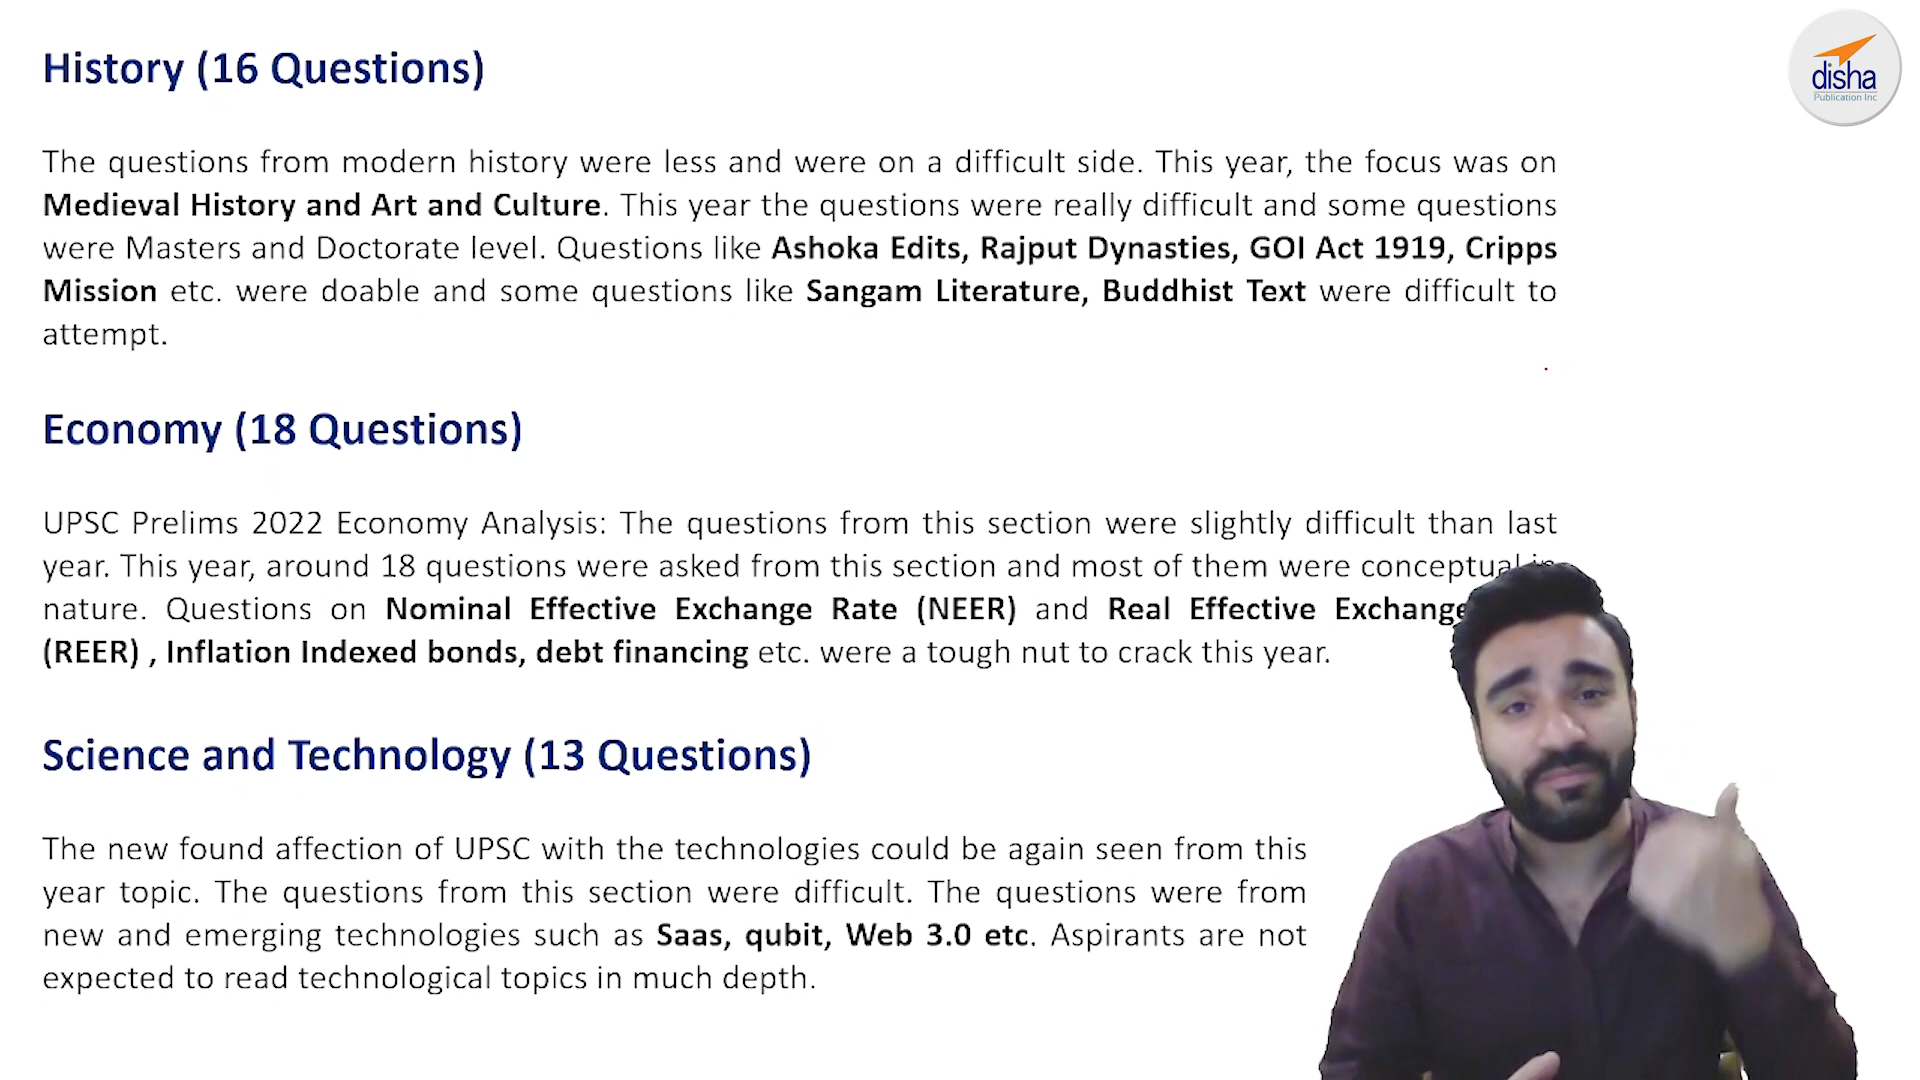 History (16 Questions)
disha
Publication Inc
The questions from modern history were less and were on a difficult side. This year, the focus was on
Medieval History and Art and Culture. This year the questions were really difficult and some questions
were Masters and Doctorate level. Questions like Ashoka Edits, Rajput Dynasties, GOI Act 1919, Cripps
Mission etc. were doable and some questions like Sangam Literature, Buddhist Text were difficult to
attempt.
Economy (18 Questions)
UPSC Prelims 2022 Economy Analysis: The questions from this section were slightly difficult than last
year. This year, around 18 questions were asked from this section and most of them were conceptual in
nature. Questions on Nominal Effective Exchange Rate (NEER) and Real Effective Exchange
(REER) , Inflation Indexed bonds, debt financing etc. were a tough nut to crack this year.
Science and Technology (13 Questions)
The new found affection of UPSC with the technologies could be again seen from this
year topic. The questions from this section were difficult. The questions were from
new and emerging technologies such as Saas, qubit, Web 3.0 etc. Aspirants are not
expected to read technological topics in much depth.